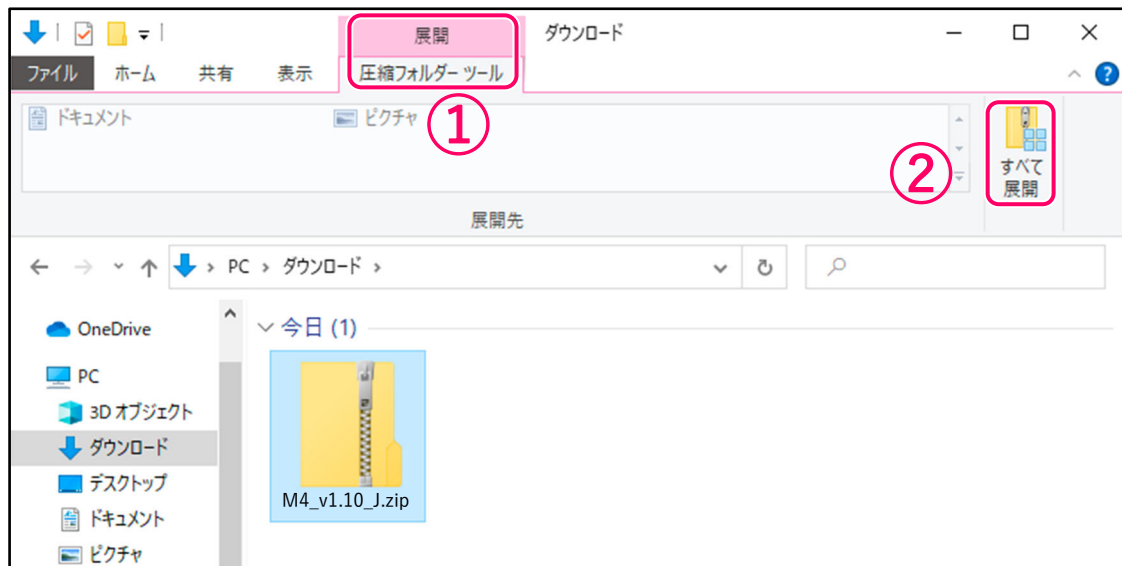 展開
ダウンロード
ファイル
ホーム
共有
表示
圧縮フォルダー ツール
?
ドキュメント
ピクチャ
①
②
すべて
展開
展開先
PC › ダウンロード ›
OneDrive
PC
3D オブジェクト
ダウンロード
デスクトップ
ドキュメント
ピクチャ
今日 (1)
M4_v1.10_J.zip